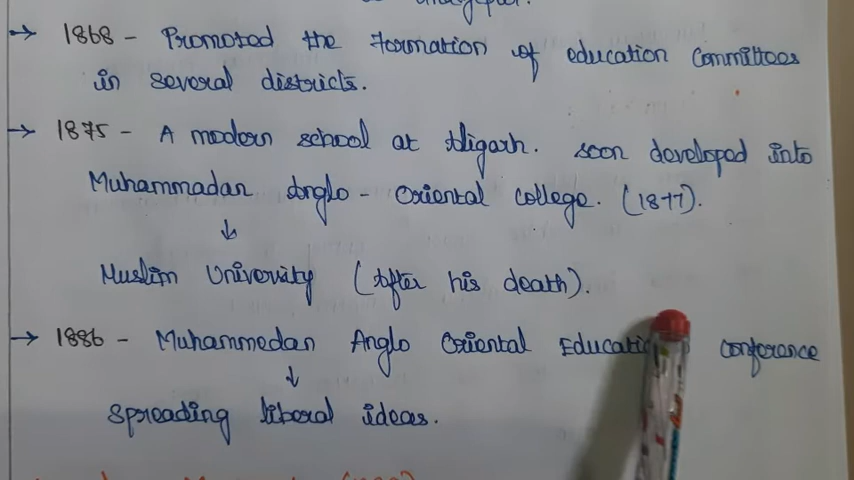 → 1868 - Promoted the formation of education Committees
in several districts.
→ 1875 - A modern school at Aligarh. soon developed into
Muhammadan Anglo - Oriental College. (1877).
↓
Muslim University (After his death).
→ 1886 - Muhammedan Anglo Oriental Education conference
↓
Spreading liberal ideas.